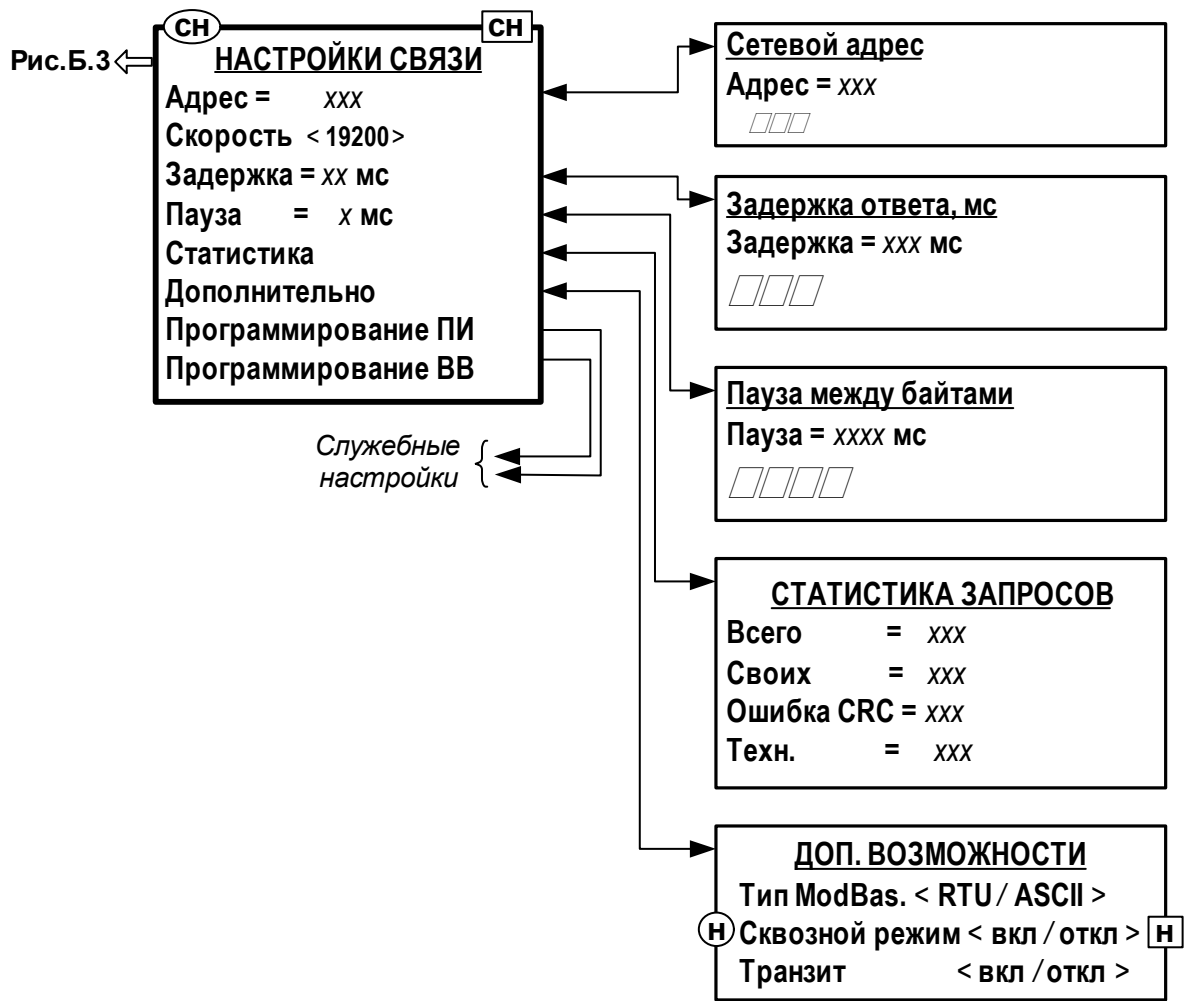 СН
СН
Рис.Б.3
НАСТРОЙКИ СВЯЗИ
Адрес = xxx
Скорость < 19200>
Задержка = xx мс
Пауза = x мс
Статистика
Дополнительно
Программирование ПИ
Программирование ВВ
Служебные
настройки
Сетевой адрес
Адрес = xxx
Задержка ответа, мс
Задержка = xxx мс
Пауза между байтами
Пауза = xxxx мс
СТАТИСТИКА ЗАПРОСОВ
Всего = xxx
Своих = xxx
Ошибка CRC = xxx
Техн. = xxx
ДОП. ВОЗМОЖНОСТИ
Тип ModBas. < RTU / ASCII >
Н Сквозной режим < вкл / откл > Н
Транзит < вкл / откл >